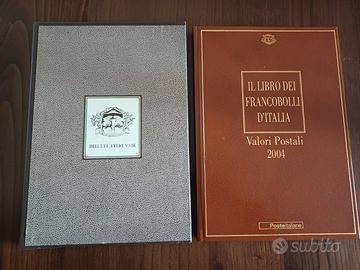 IL LIBRO DEI
FRANCOBOLLI
D'ITALIA
Valori Postali
2004
Posteitaliane
subito